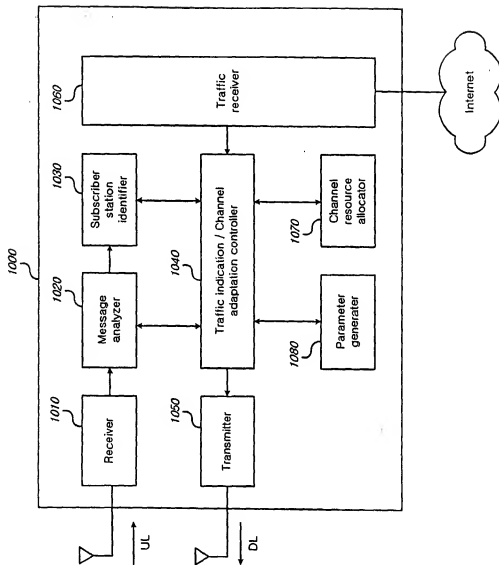 1000
1010
Receiver
UL
1020
Message
analyzer
1030
Subscriber
station
identifier
1060
Traffic
receiver
1040
Traffic indication / Channel
adaptation controller
1050
Transmitter
DL
1080
Parameter
generater
1070
Channel
resource
allocator
Internet